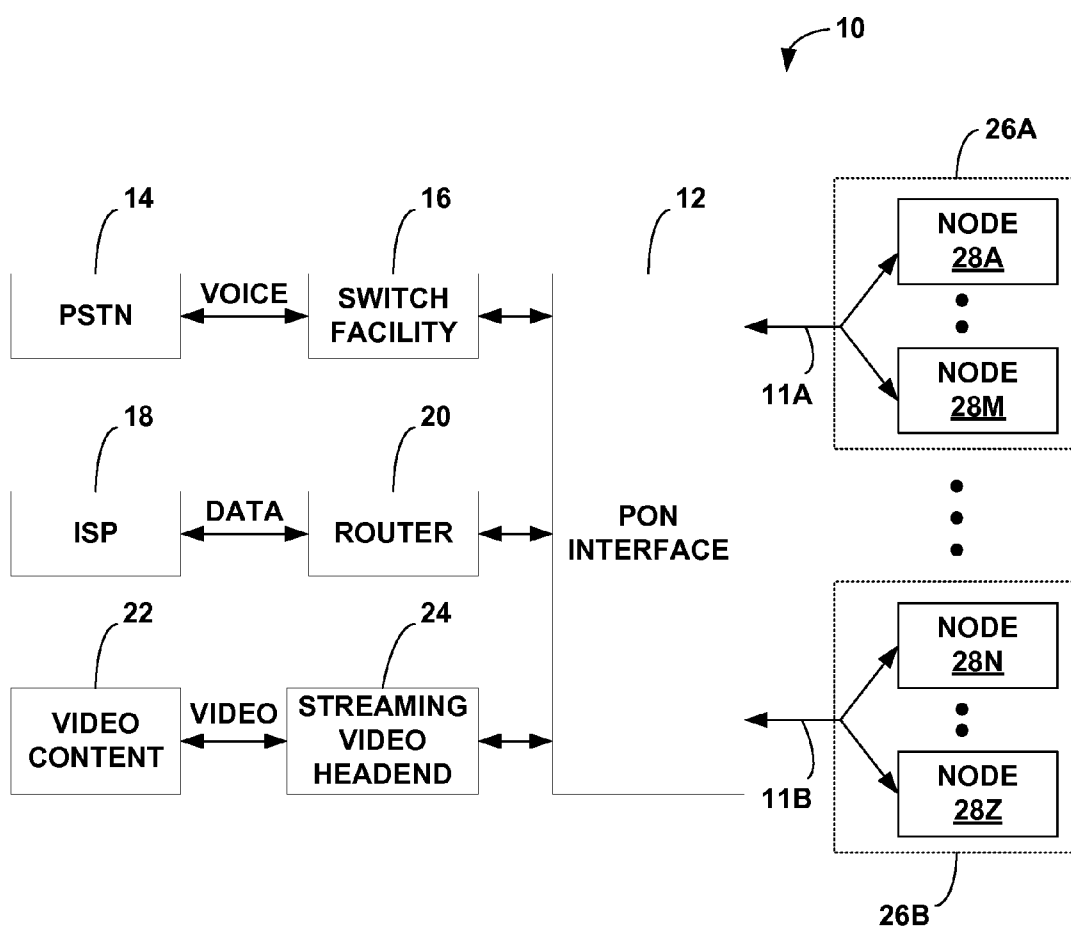 10
26A
14
16
12
NODE
28A
PSTN
VOICE
SWITCH
FACILITY
11A
NODE
28M
18
20
ISP
DATA
ROUTER
PON
INTERFACE
22
24
NODE
28N
VIDEO
CONTENT
VIDEO
STREAMING
VIDEO
HEADEND
11B
NODE
28Z
26B